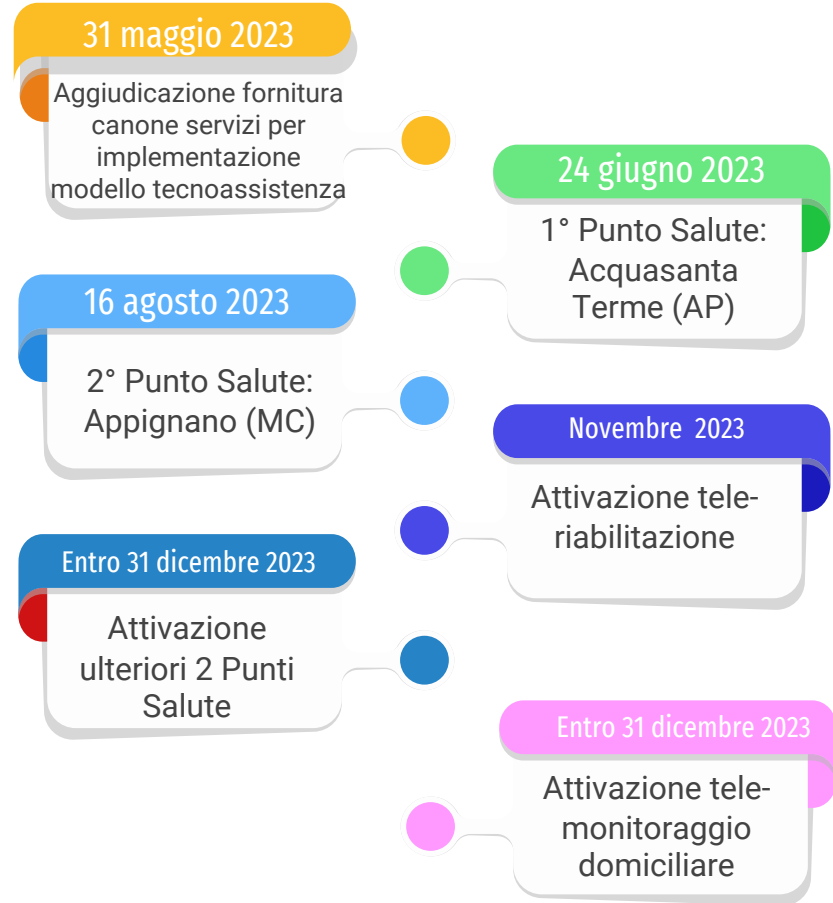 31 maggio 2023
Aggiudicazione fornitura
canone servizi per
implementazione
modello tecnoassistenza
24 giugno 2023
1° Punto Salute:
Acquasanta
Terme (AP)
16 agosto 2023
2° Punto Salute:
Appignano (MC)
Novembre 2023
Attivazione tele-
riabilitazione
Entro 31 dicembre 2023
Attivazione
ulteriori 2 Punti
Salute
Entro 31 dicembre 2023
Attivazione tele-
monitoraggio
domiciliare